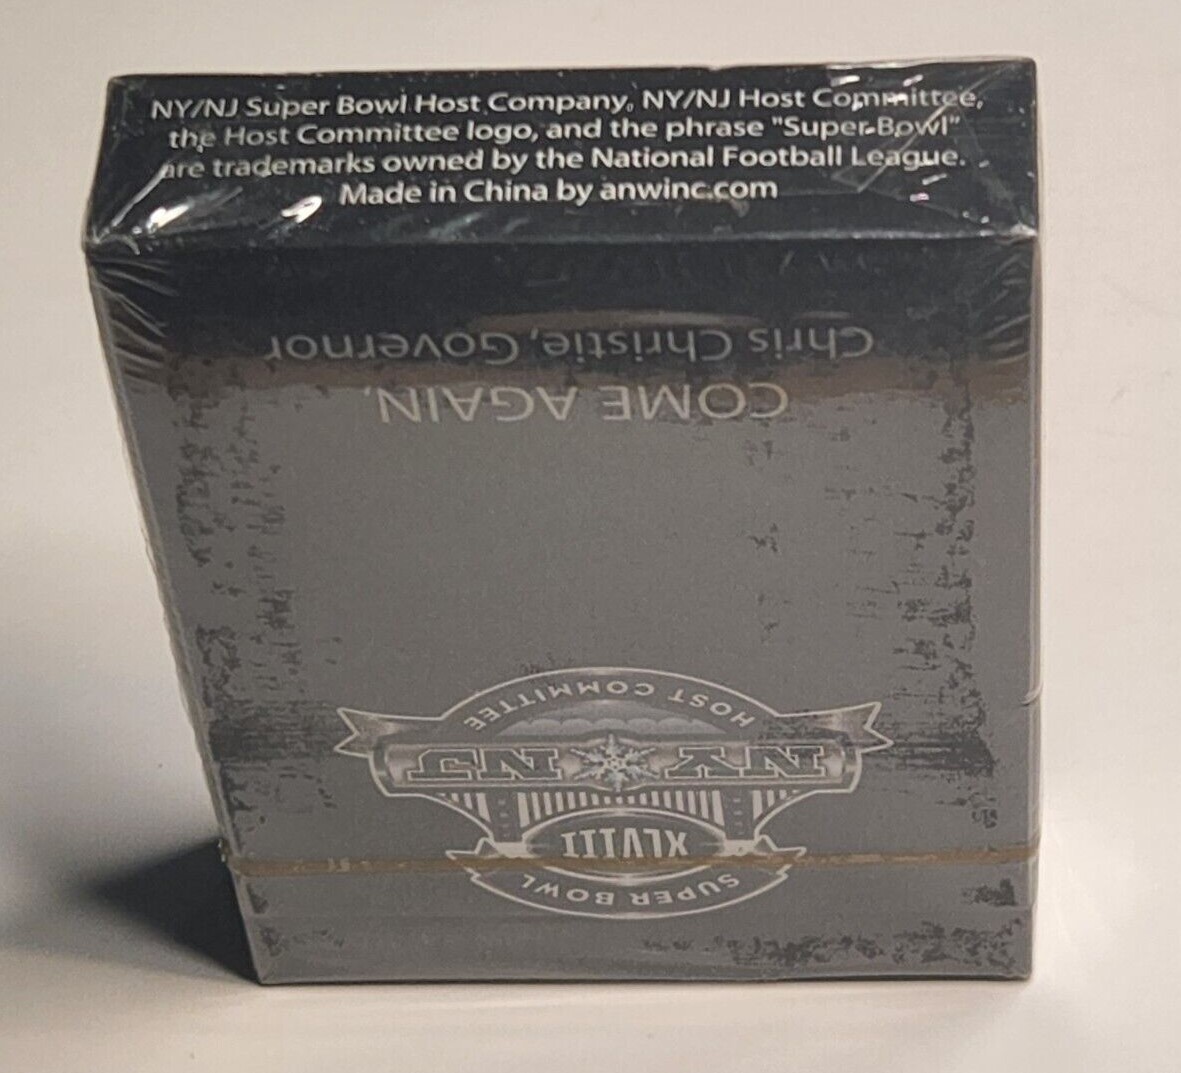 NY/NJ Super Bowl Host Company, NY/NJ Host Committee,
the Host Committee logo, and the phrase "Super Bowl"
are trademarks owned by the National Football League.
Made in China by anwinc.com
SUPER BOWL
XLVIII
NY NJ
HOST COMMITTEE
COME AGAIN,
Chris Christie, Governor